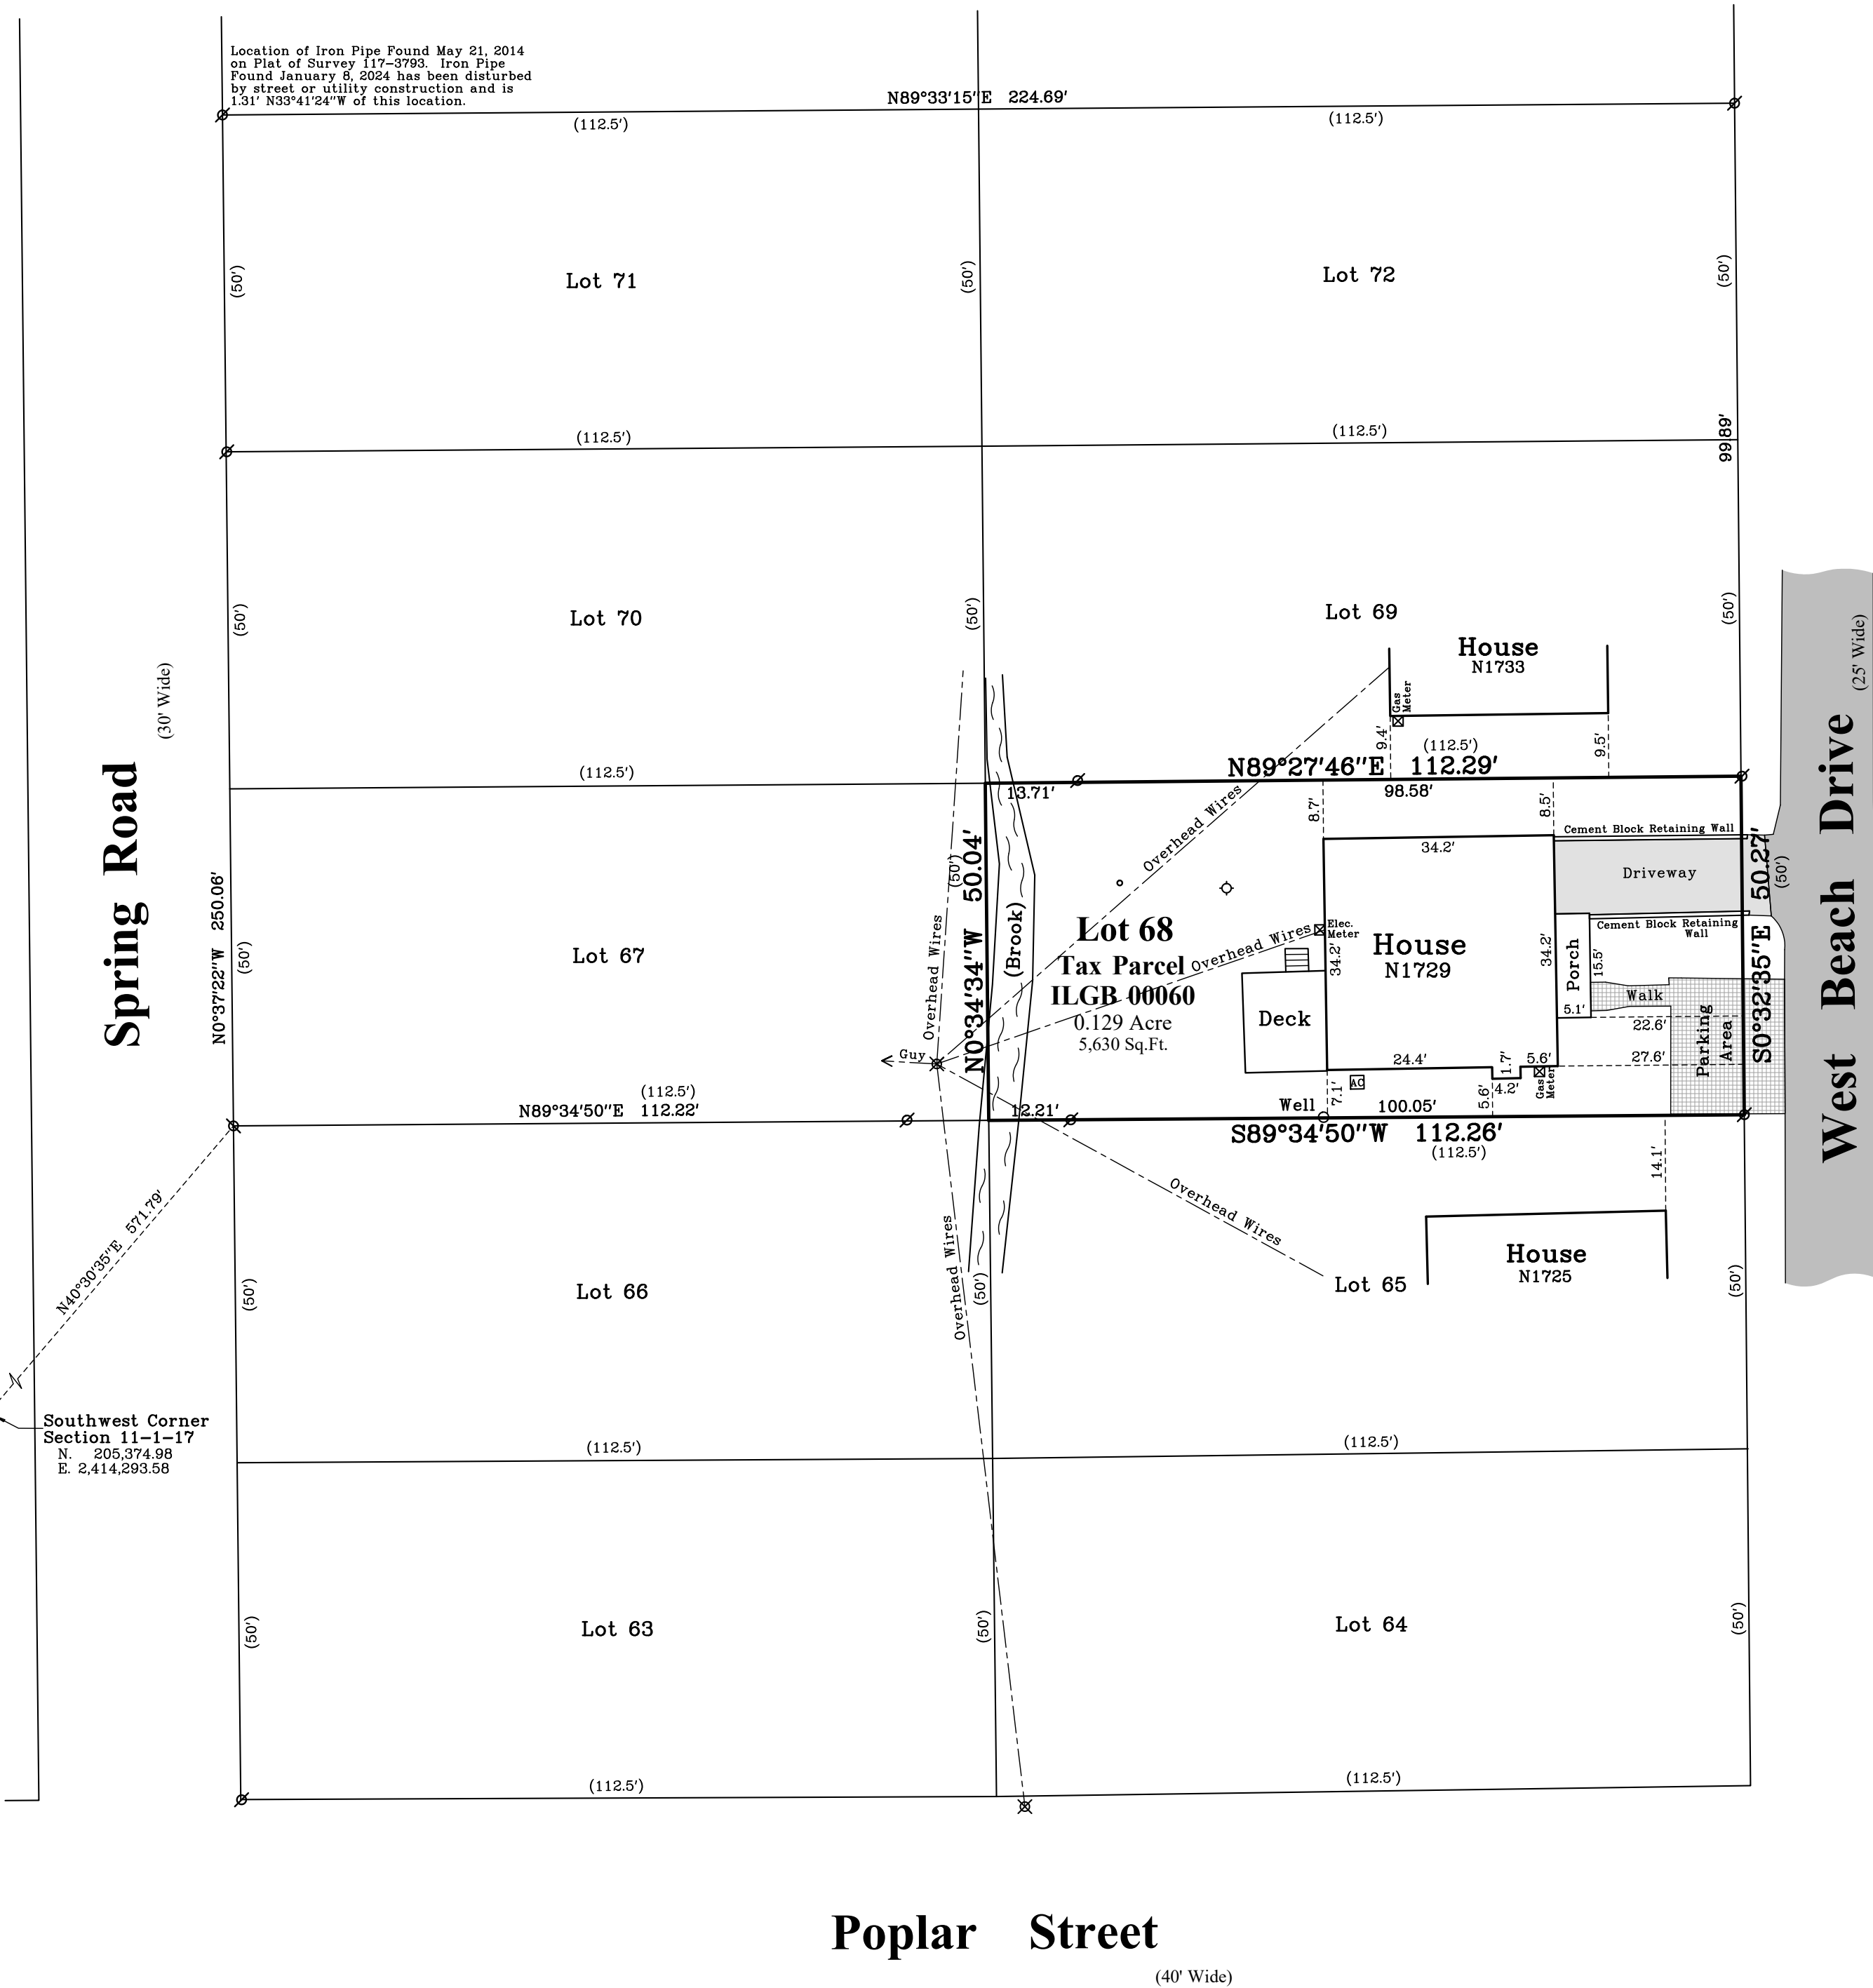 Location of Iron Pipe Found May 21, 2014
on Plat of Survey 117-3793. Iron Pipe
Found January 8, 2024 has been disturbed
by street or utility construction and is
1.31' N33°41'24"W of this location.
N89°33'15"E 224.69'
(112.5')
(112.5')
(50')
Lot 71
(50')
Lot 72
(50')
(112.5')
(112.5')
99.89'
(50')
Lot 70
(50')
Lot 69
(50')
House
N1733
Gas
Meter
9.4'
9.5'
(112.5')
(25' Wide)
(30' Wide)
Spring Road
West Beach Drive
(112.5')
N89°27'46"E 112.29'
13.71'
98.58'
8.7'
8.5'
Overhead Wires
Cement Block Retaining Wall
34.2'
Driveway
Cement Block Retaining
Wall
N0°37'22"W 250.06'
(50')
Lot 67
(50')
N0°34'34"W 50.04'
Overhead Wires
(Brook)
Lot 68
Tax Parcel
ILGB 00060
0.129 Acre
5,630 Sq.Ft.
Overhead Wires
Elec.
Meter
34.2'
House
N1729
34.2'
Porch
15.5'
5.1'
Walk
22.6'
27.6'
Parking
Area
S0°32'35"E 50.27'
(50')
Deck
Guy
24.4'
1.7'
5.6'
4.2'
Gas
Meter
AC
7.1'
5.6'
Well
(112.5')
N89°34'50"E 112.22'
12.21'
100.05'
S89°34'50"W 112.26'
(112.5')
14.1'
Overhead Wires
Overhead Wires
N40°30'35"E 571.79'
(50')
Lot 66
(50')
Lot 65
House
N1725
(50')
Southwest Corner
Section 11-1-17
N. 205,374.98
E. 2,414,293.58
(112.5')
(112.5')
(50')
Lot 63
(50')
Lot 64
(50')
(112.5')
(112.5')
Poplar Street
(40' Wide)